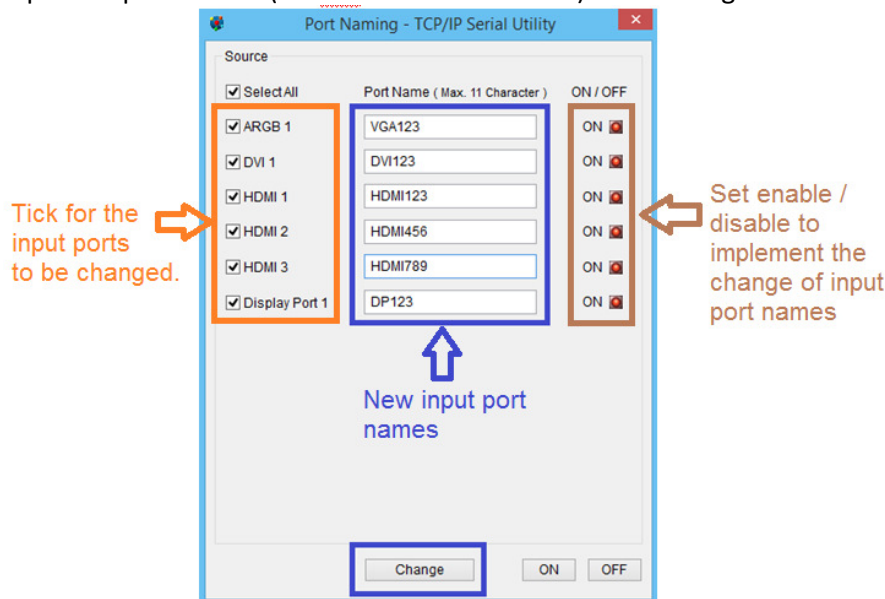 Port Naming - TCP/IP Serial Utility
Source
Select All Port Name ( Max. 11 Character ) ON / OFF
ARGB 1 VGA123 ON
DVI 1 DVI123 ON
HDMI 1 HDMI123 ON
HDMI 2 HDMI456 ON
HDMI 3 HDMI789 ON
Display Port 1 DP123 ON
Tick for the
input ports
to be changed.
Set enable /
disable to
implement the
change of input
port names
New input port
names
Change ON OFF